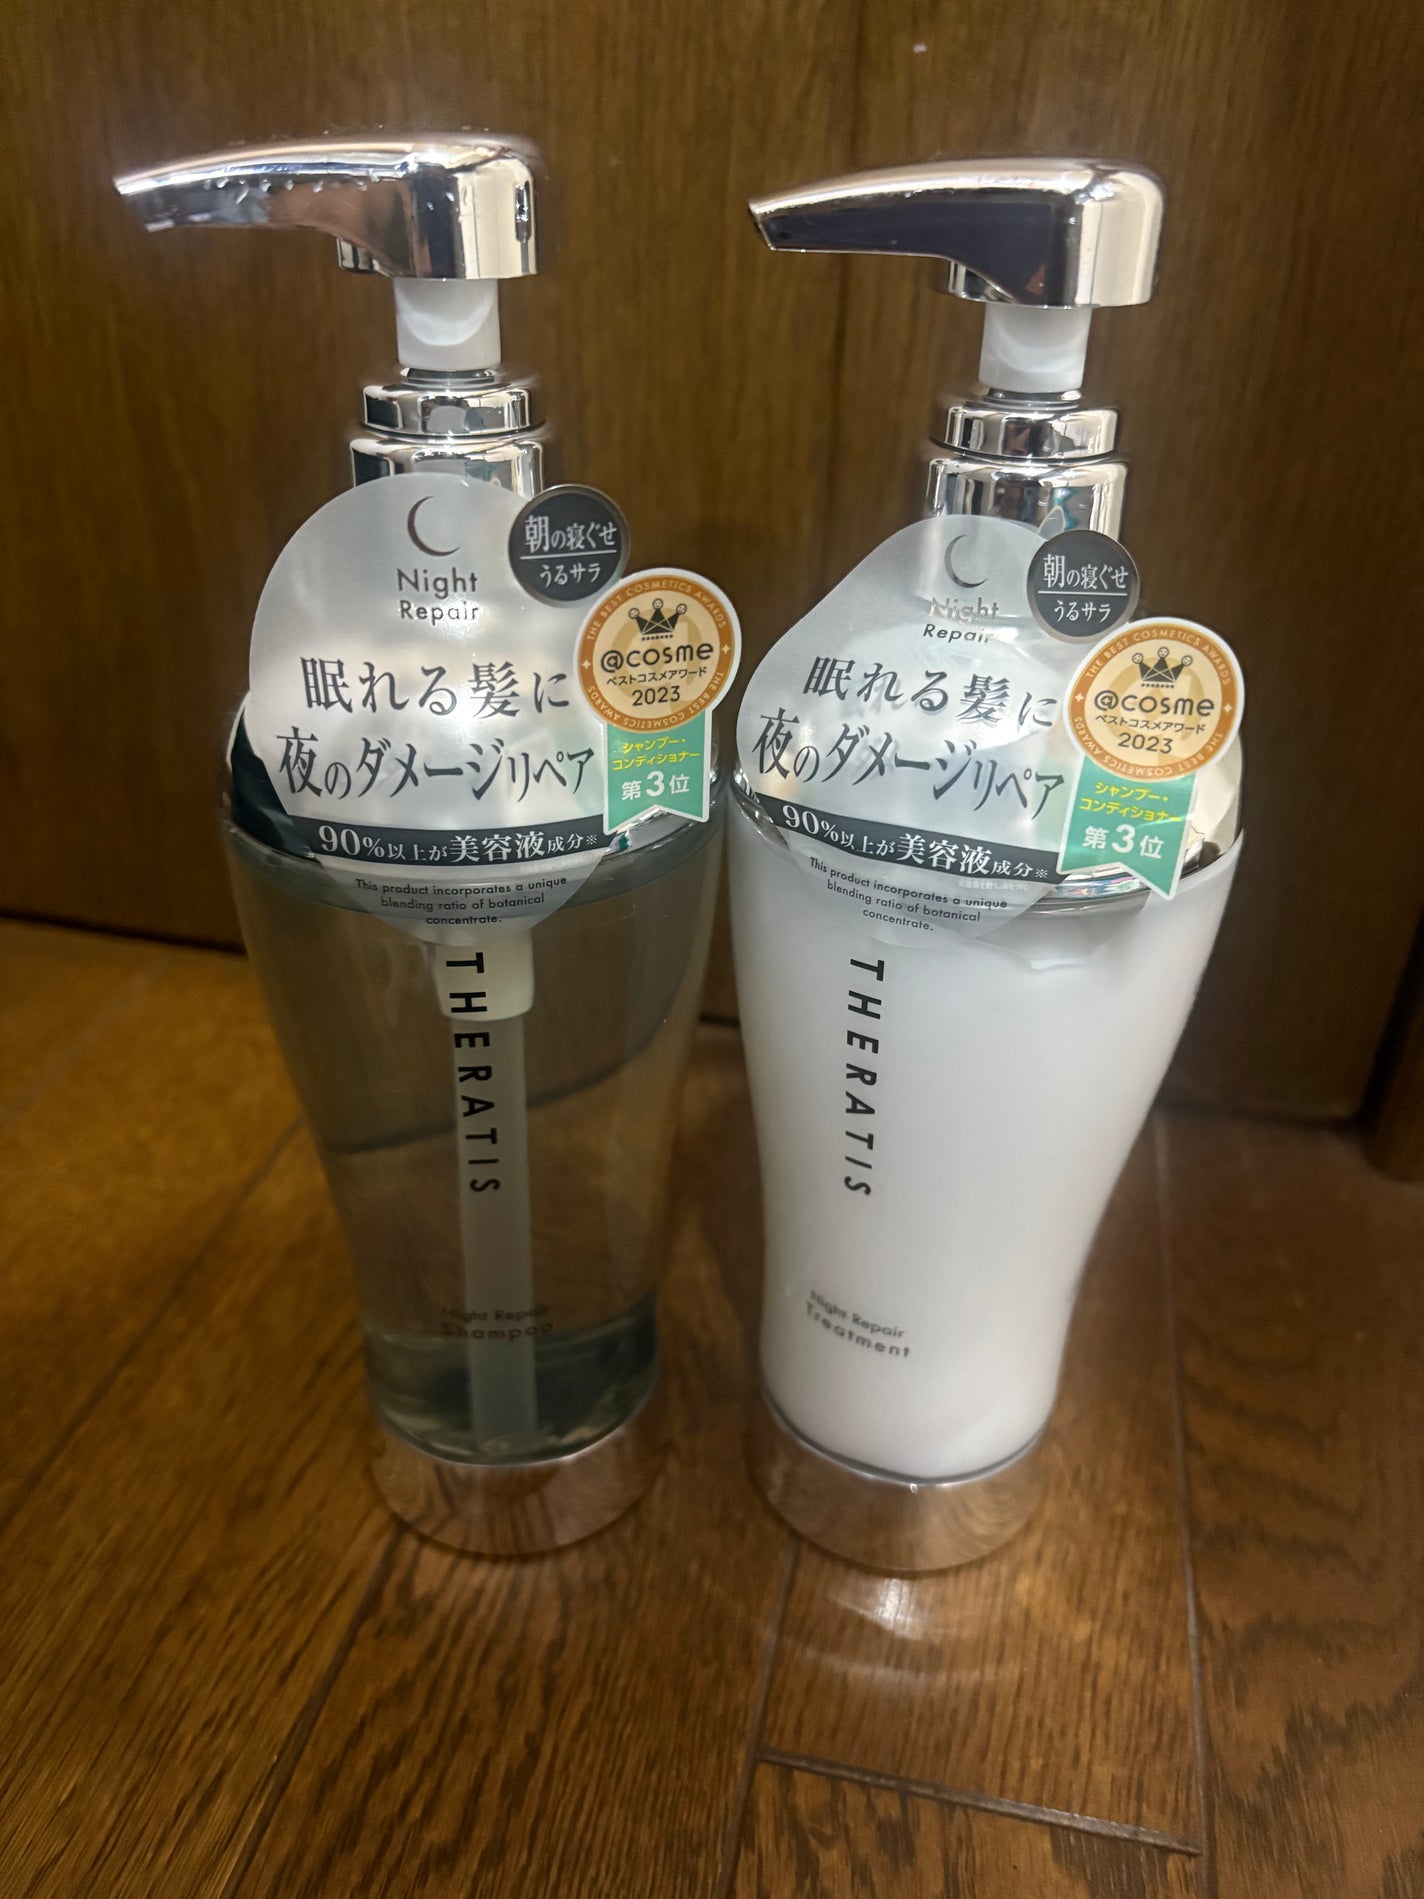 Night
Repair
朝の寝ぐせ
うるサラ
眠れる髪に
夜のダメージリペア
90%以上が美容液成分※
This product incorporates a unique
blending ratio of botanical
concentrate.
THE BEST COSMETICS AWARDS
THE BEST COSMETICS AWARDS
@cosme
ベストコスメアワード
2023
シャンプー・
コンディショナー
第3位
THERATIS
Night Repair
Shampoo
Night
Repair
朝の寝ぐせ
うるサラ
眠れる髪に
夜のダメージリペア
90%以上が美容液成分※
This product incorporates a unique
blending ratio of botanical
concentrate.
THE BEST COSMETICS AWARDS
THE BEST COSMETICS AWARDS
@cosme
ベストコスメアワード
2023
シャンプー・
コンディショナー
第3位
THERATIS
Night Repair
Treatment